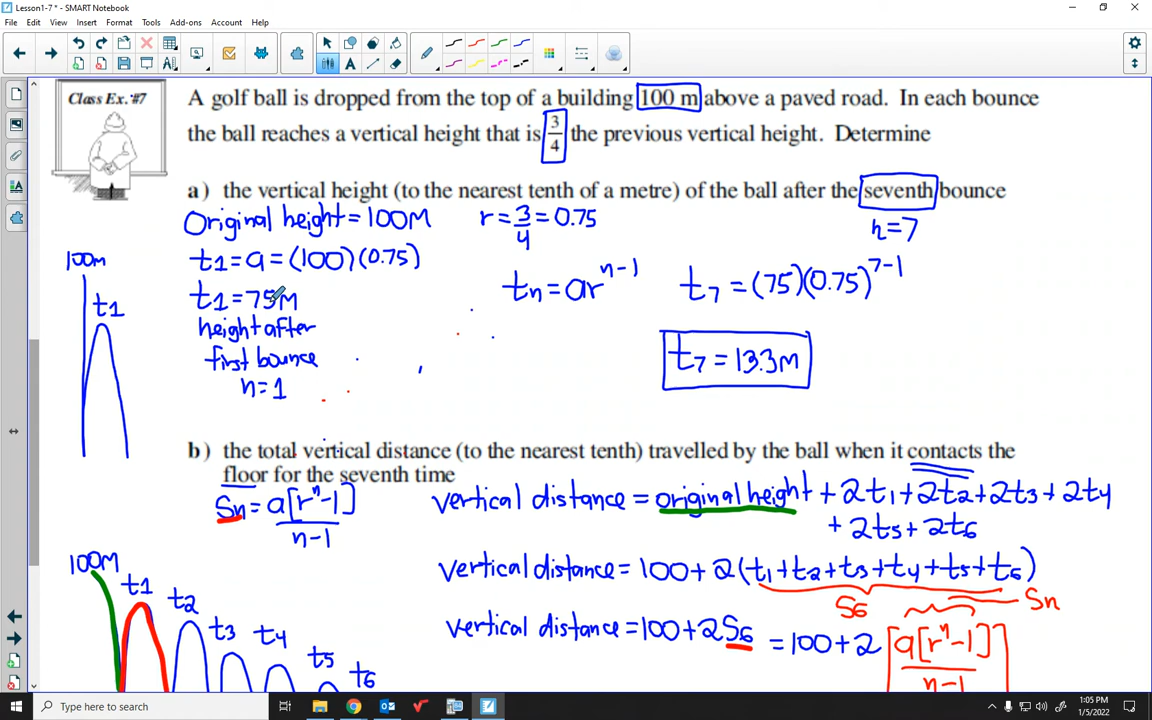 Lesson1-7 * - SMART Notebook
File Edit View Insert Format Tools Add-ons Account Help
Class Ex. #7
A golf ball is dropped from the top of a building 100 m above a paved road. In each bounce
the ball reaches a vertical height that is 3/4 the previous vertical height. Determine
a) the vertical height (to the nearest tenth of a metre) of the ball after the seventh bounce
Original height = 100M r = 3/4 = 0.75
n=7
t1 = a = (100)(0.75)
100m
tn = ar^(n-1) t7 = (75)(0.75)^(7-1)
t1
t1 = 75M
height after
first bounce
n=1
t7 = 13.3M
b) the total vertical distance (to the nearest tenth) travelled by the ball when it contacts the
floor for the seventh time
Sn = a[r^n-1]/n-1
vertical distance = original height + 2t1 + 2t2 + 2t3 + 2t4
+ 2t5 + 2t6
100M
t1
t2
t3
t4
t5
t6
vertical distance = 100 + 2(t1+t2+t3+t4+t5+t6)
S6 Sn
vertical distance = 100 + 2S6 = 100 + 2[a[r^n-1]/n-1]
Type here to search
1:05 PM
1/5/2022